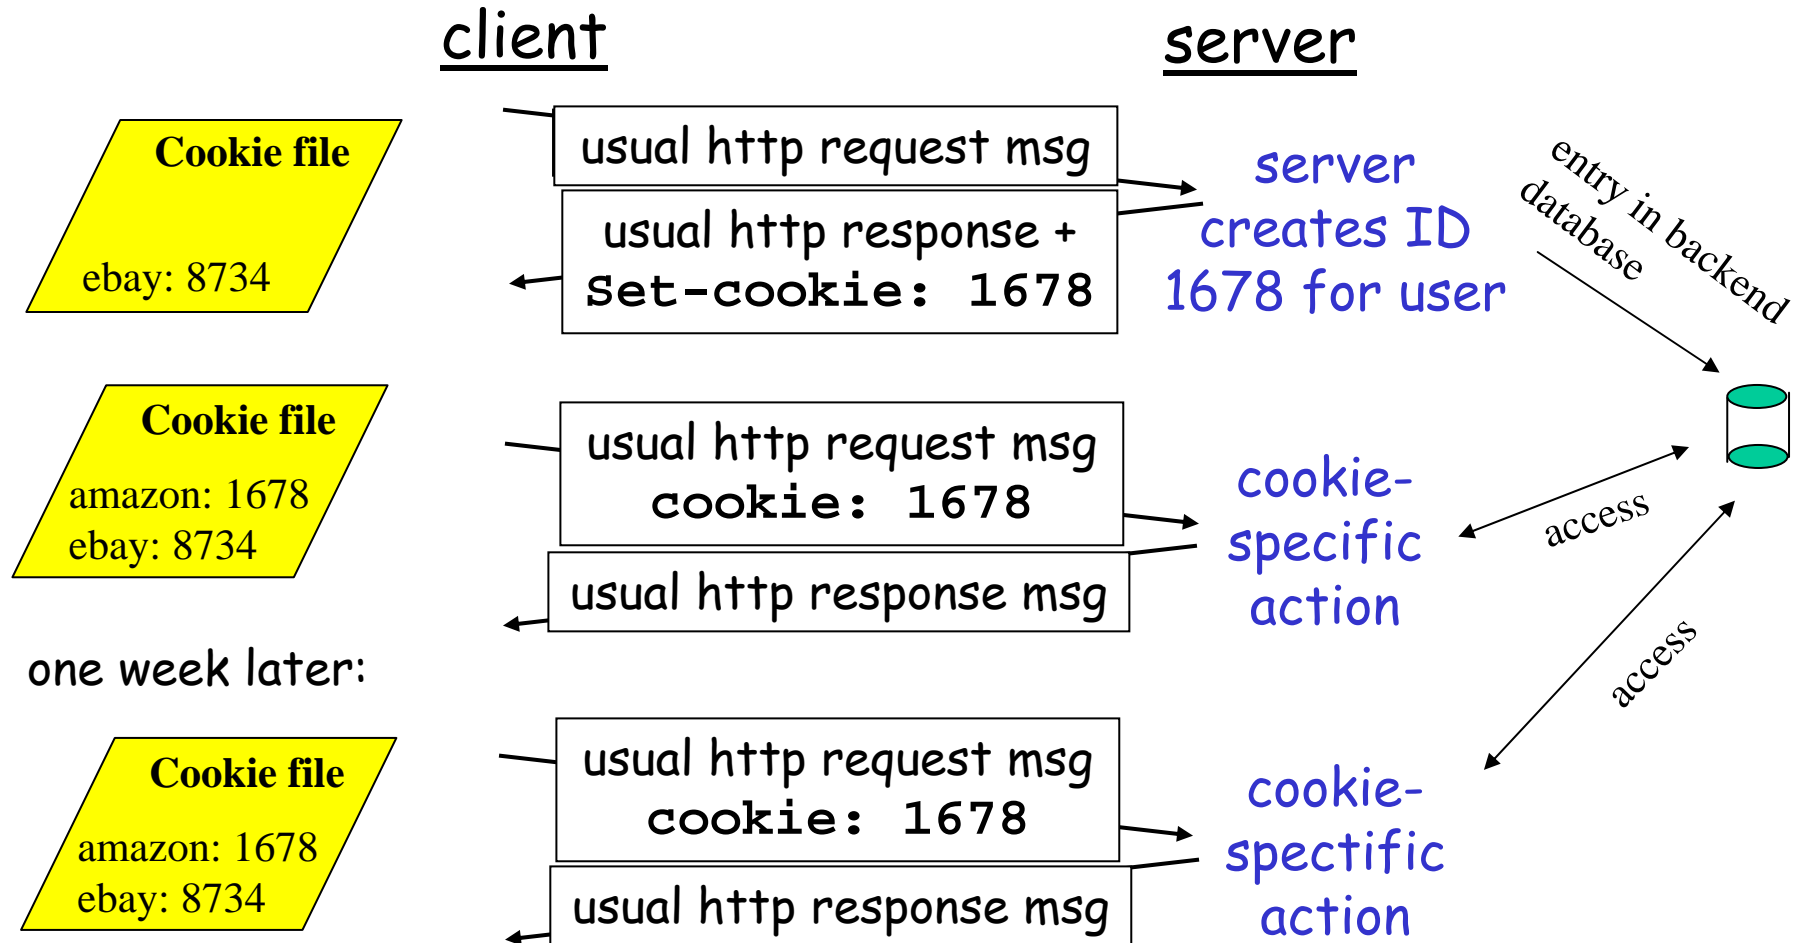 client
server
Cookie file
ebay: 8734
usual http request msg
usual http response +
Set-cookie: 1678
server
creates ID
1678 for user
entry in backend
database
Cookie file
amazon: 1678
ebay: 8734
usual http request msg
cookie: 1678
usual http response msg
cookie-
specific
action
access
one week later:
access
Cookie file
amazon: 1678
ebay: 8734
usual http request msg
cookie: 1678
usual http response msg
cookie-
spectific
action